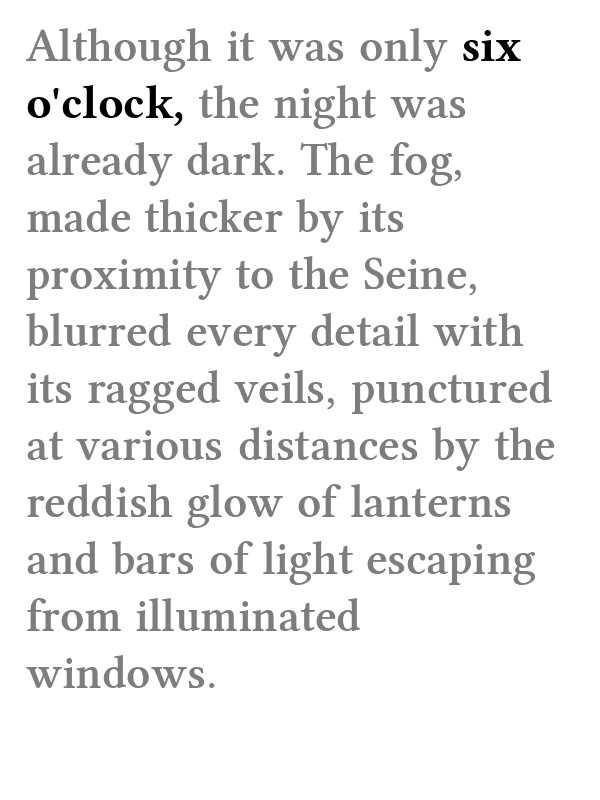 Although it was only six
o'clock, the night was
already dark. The fog,
made thicker by its
proximity to the Seine,
blurred every detail with
its ragged veils, punctured
at various distances by the
reddish glow of lanterns
and bars of light escaping
from illuminated
windows.